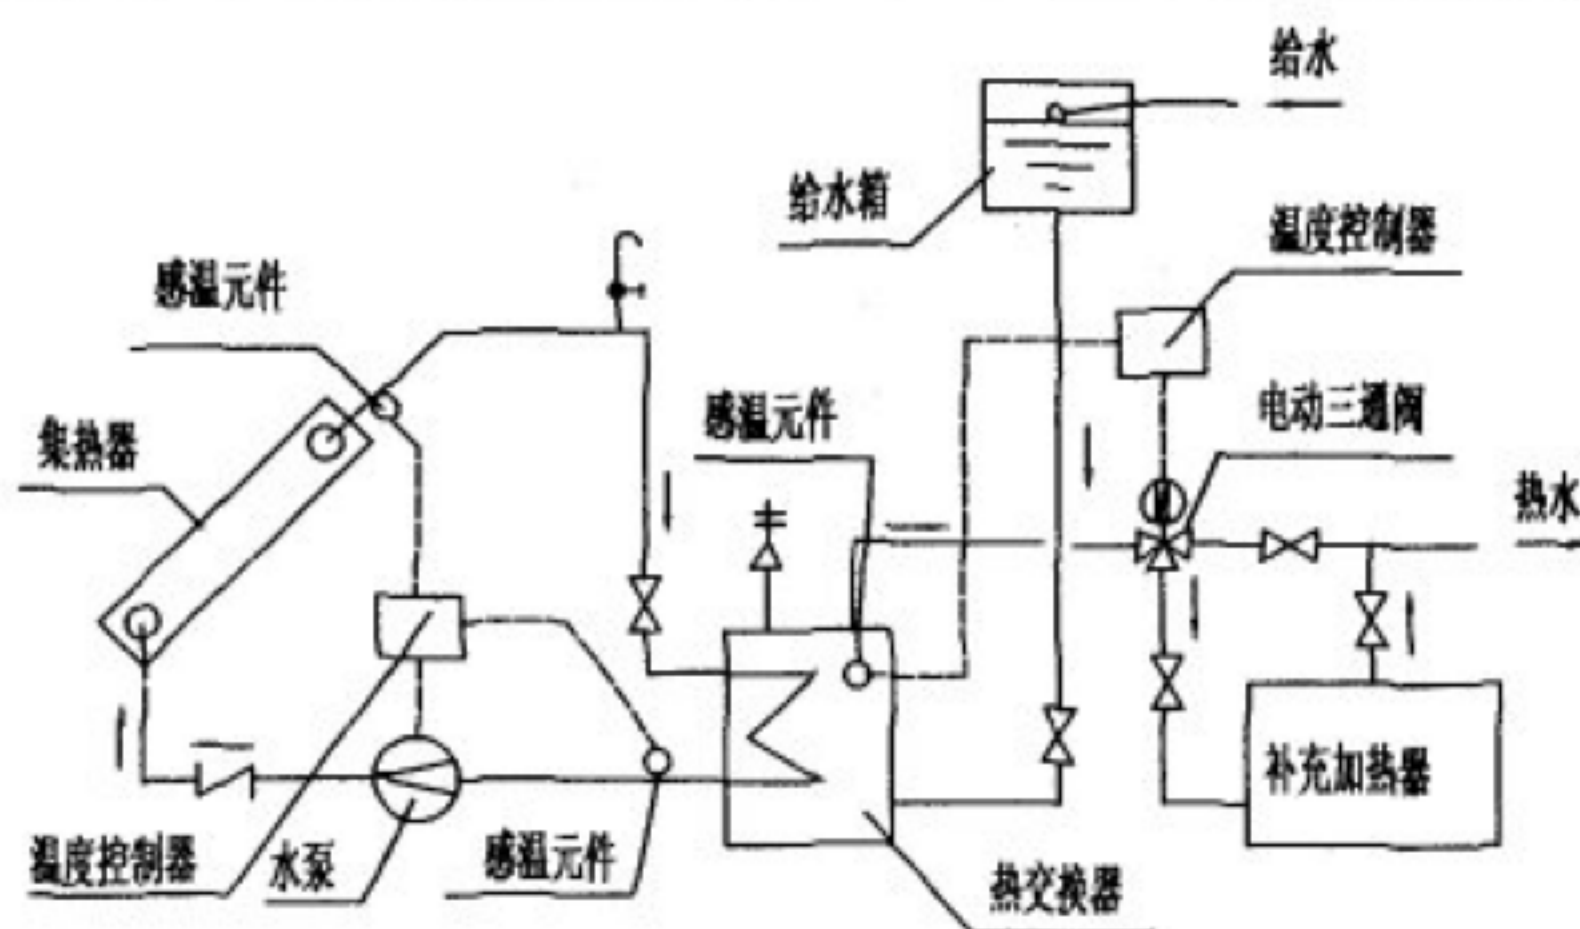 给水
给水箱
温度控制器
感温元件
电动三通阀
感温元件
集热器
热水
补充加热器
温度控制器
水泵
感温元件
热交换器